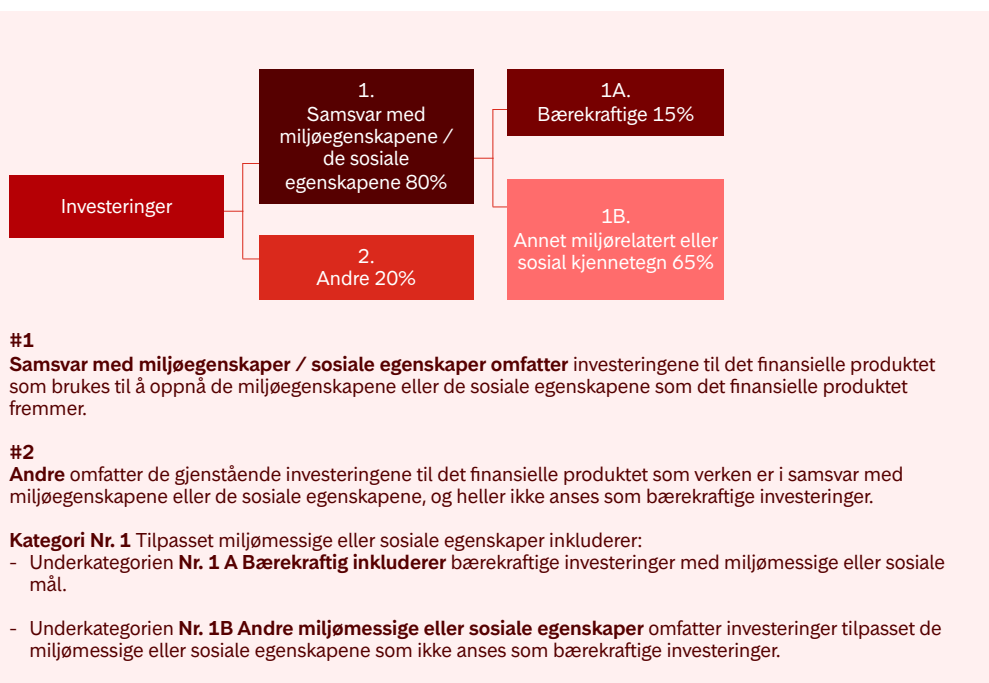 Investeringer
1.
Samsvar med
miljøegenskapene /
de sosiale
egenskapene 80%
2.
Andre 20%
1A.
Bærekraftige 15%
1B.
Annet miljørelatert eller
sosial kjennetegn 65%
#1
Samsvar med miljøegenskaper / sosiale egenskaper omfatter investeringene til det finansielle produktet
som brukes til å oppnå de miljøegenskapene eller de sosiale egenskapene som det finansielle produktet
fremmer.
#2
Andre omfatter de gjenstående investeringene til det finansielle produktet som verken er i samsvar med
miljøegenskapene eller de sosiale egenskapene, og heller ikke anses som bærekraftige investeringer.
Kategori Nr. 1 Tilpasset miljømessige eller sosiale egenskaper inkluderer:
- Underkategorien Nr. 1 A Bærekraftig inkluderer bærekraftige investeringer med miljømessige eller sosiale
mål.
- Underkategorien Nr. 1B Andre miljømessige eller sosiale egenskaper omfatter investeringer tilpasset de
miljømessige eller sosiale egenskapene som ikke anses som bærekraftige investeringer.